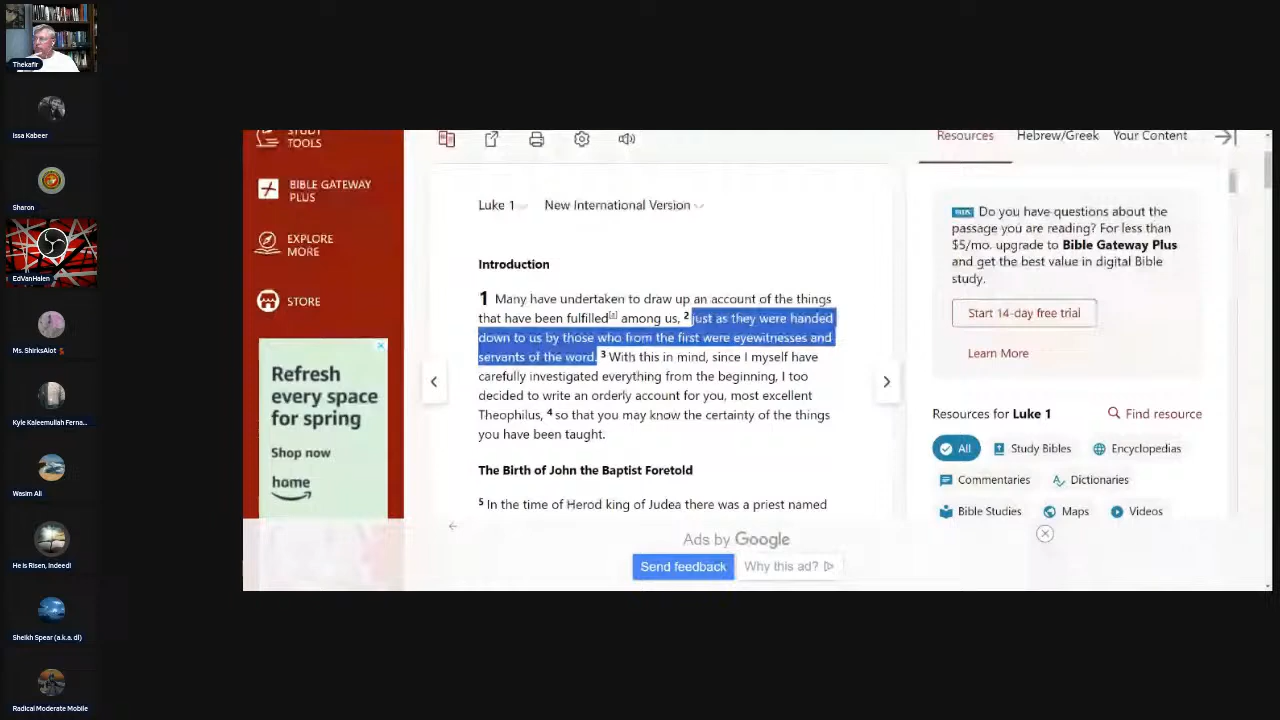 Thekafir
Issa Kabeer
Sharon
EdVanHalen
Ms. ShirksAlot
Kyle Kaleemullah Ferna...
Wasim Ali
He is Risen, Indeed!
Sheikh Spear (a.k.a. dl)
Radical Moderate Mobile
STUDY
TOOLS
BIBLE GATEWAY
PLUS
EXPLORE
MORE
STORE
Refresh
every space
for spring
Shop now
home
Luke 1
New International Version
Introduction
1 Many have undertaken to draw up an account of the things
that have been fulfilled[a] among us, 2 just as they were handed
down to us by those who from the first were eyewitnesses and
servants of the word. 3 With this in mind, since I myself have
carefully investigated everything from the beginning, I too
decided to write an orderly account for you, most excellent
Theophilus, 4 so that you may know the certainty of the things
you have been taught.
The Birth of John the Baptist Foretold
5 In the time of Herod king of Judea there was a priest named
Ads by Google
Send feedback
Why this ad?
Resources
Hebrew/Greek
Your Content
Do you have questions about the
passage you are reading? For less than
$5/mo. upgrade to Bible Gateway Plus
and get the best value in digital Bible
study.
Start 14-day free trial
Learn More
Resources for Luke 1
Find resource
All
Study Bibles
Encyclopedias
Commentaries
Dictionaries
Bible Studies
Maps
Videos